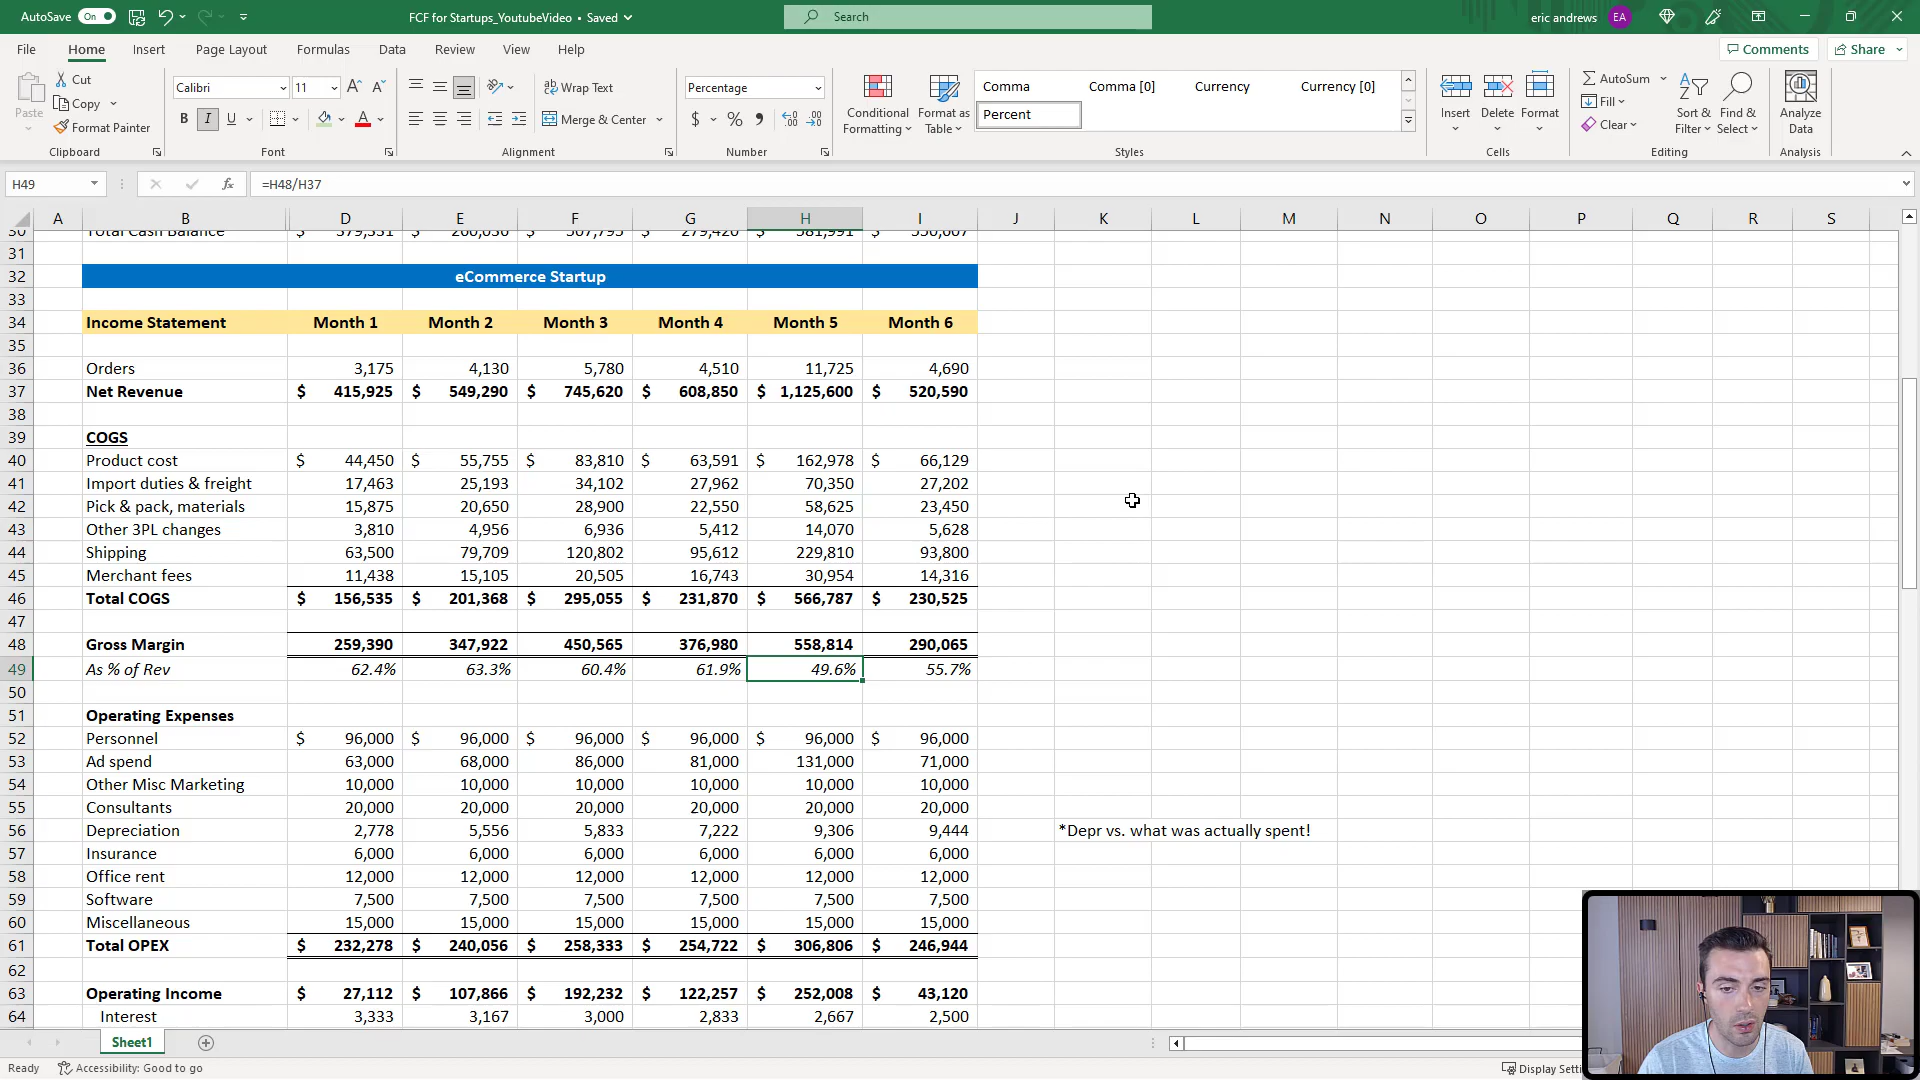 AutoSave On FCF for Startups_YoutubeVideo • Saved Search eric andrews EA
File Home Insert Page Layout Formulas Data Review View Help Comments Share
Paste Cut Copy Format Painter Clipboard
Calibri 11 B I U A A Font
Wrap Text Merge & Center Alignment
Percentage $ % 9 Number
Conditional Formatting Format as Table
Comma Comma [0] Currency Currency [0]
Percent
Styles
Insert Delete Format Cells
AutoSum Fill Clear Sort & Filter Find & Select Editing
Analyze Data Analysis
H49 fx =H48/H37
A B D E F G H I J K L M N O P Q R S
30 Total Cash Balance
31
32 eCommerce Startup
33
34 Income Statement Month 1 Month 2 Month 3 Month 4 Month 5 Month 6
35
36 Orders 3,175 4,130 5,780 4,510 11,725 4,690
37 Net Revenue $ 415,925 $ 549,290 $ 745,620 $ 608,850 $ 1,125,600 $ 520,590
38
39 COGS
40 Product cost $ 44,450 $ 55,755 $ 83,810 $ 63,591 $ 162,978 $ 66,129
41 Import duties & freight 17,463 25,193 34,102 27,962 70,350 27,202
42 Pick & pack, materials 15,875 20,650 28,900 22,550 58,625 23,450
43 Other 3PL changes 3,810 4,956 6,936 5,412 14,070 5,628
44 Shipping 63,500 79,709 120,802 95,612 229,810 93,800
45 Merchant fees 11,438 15,105 20,505 16,743 30,954 14,316
46 Total COGS $ 156,535 $ 201,368 $ 295,055 $ 231,870 $ 566,787 $ 230,525
47
48 Gross Margin 259,390 347,922 450,565 376,980 558,814 290,065
49 As % of Rev 62.4% 63.3% 60.4% 61.9% 49.6% 55.7%
50
51 Operating Expenses
52 Personnel $ 96,000 $ 96,000 $ 96,000 $ 96,000 $ 96,000 $ 96,000
53 Ad spend 63,000 68,000 86,000 81,000 131,000 71,000
54 Other Misc Marketing 10,000 10,000 10,000 10,000 10,000 10,000
55 Consultants 20,000 20,000 20,000 20,000 20,000 20,000
56 Depreciation 2,778 5,556 5,833 7,222 9,306 9,444 *Depr vs. what was actually spent!
57 Insurance 6,000 6,000 6,000 6,000 6,000 6,000
58 Office rent 12,000 12,000 12,000 12,000 12,000 12,000
59 Software 7,500 7,500 7,500 7,500 7,500 7,500
60 Miscellaneous 15,000 15,000 15,000 15,000 15,000 15,000
61 Total OPEX $ 232,278 $ 240,056 $ 258,333 $ 254,722 $ 306,806 $ 246,944
62
63 Operating Income $ 27,112 $ 107,866 $ 192,232 $ 122,257 $ 252,008 $ 43,120
64 Interest 3,333 3,167 3,000 2,833 2,667 2,500
Sheet1
Ready Accessibility: Good to go Display